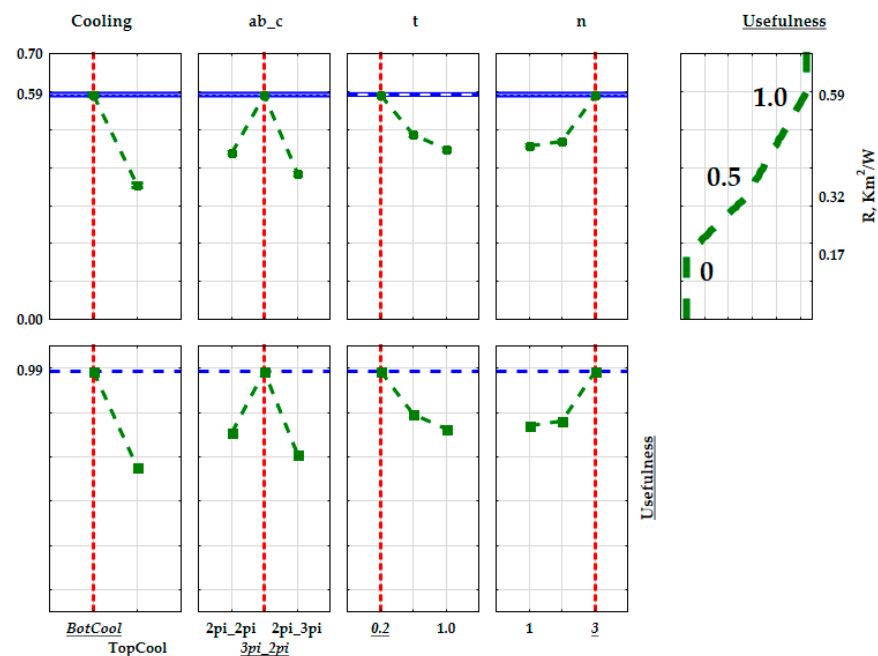 Cooling ab_c t n Usefulness
0.70
0.59 1.0 0.59
0.5
0.32
0.17
0
0.00
R, Km²/W
0.99
Usefulness
BotCool 2pi_2pi 2pi_3pi 0.2 1.0 1 3
TopCool 3pi_2pi